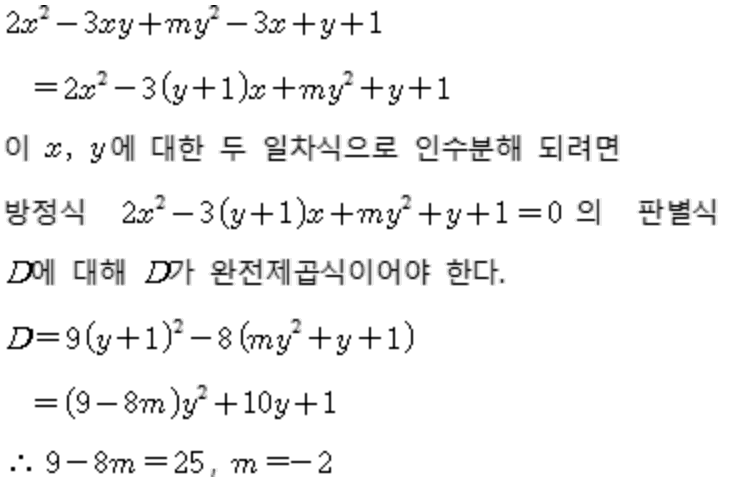 2x² − 3xy + my² − 3x + y + 1
= 2x² − 3(y+1)x + my² + y + 1
이 x, y에 대한 두 일차식으로 인수분해 되려면
방정식 2x² − 3(y+1)x + my² + y + 1 = 0 의 판별식
D에 대해 D가 완전제곱식이어야 한다.
D = 9(y+1)² − 8(my² + y + 1)
= (9 − 8m)y² + 10y + 1
∴ 9 − 8m = 25, m = −2